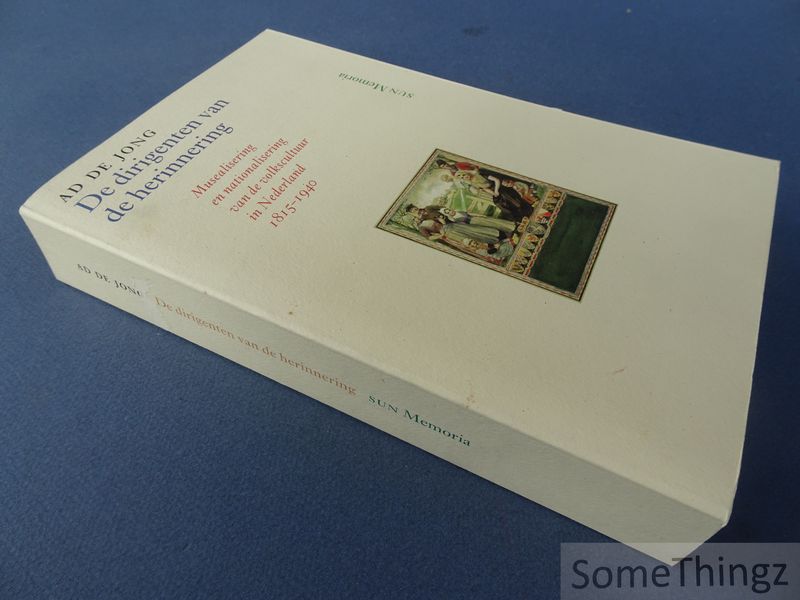 AD DE JONG
De dirigenten van
de herinnering
Musealisering
en nationalisering
van de volkscultuur
in Nederland
1815-1940
SUN Memoria
AD DE JONG De dirigenten van de herinnering SUN Memoria
SomeThingz